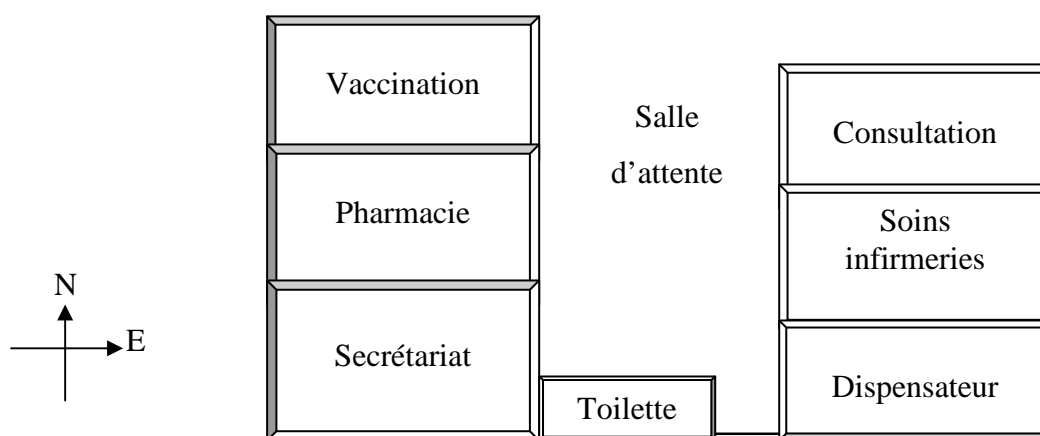 Vaccination
Salle
d'attente
Consultation
Pharmacie
Soins
infirmeries
N
E
Secrétariat
Toilette
Dispensateur